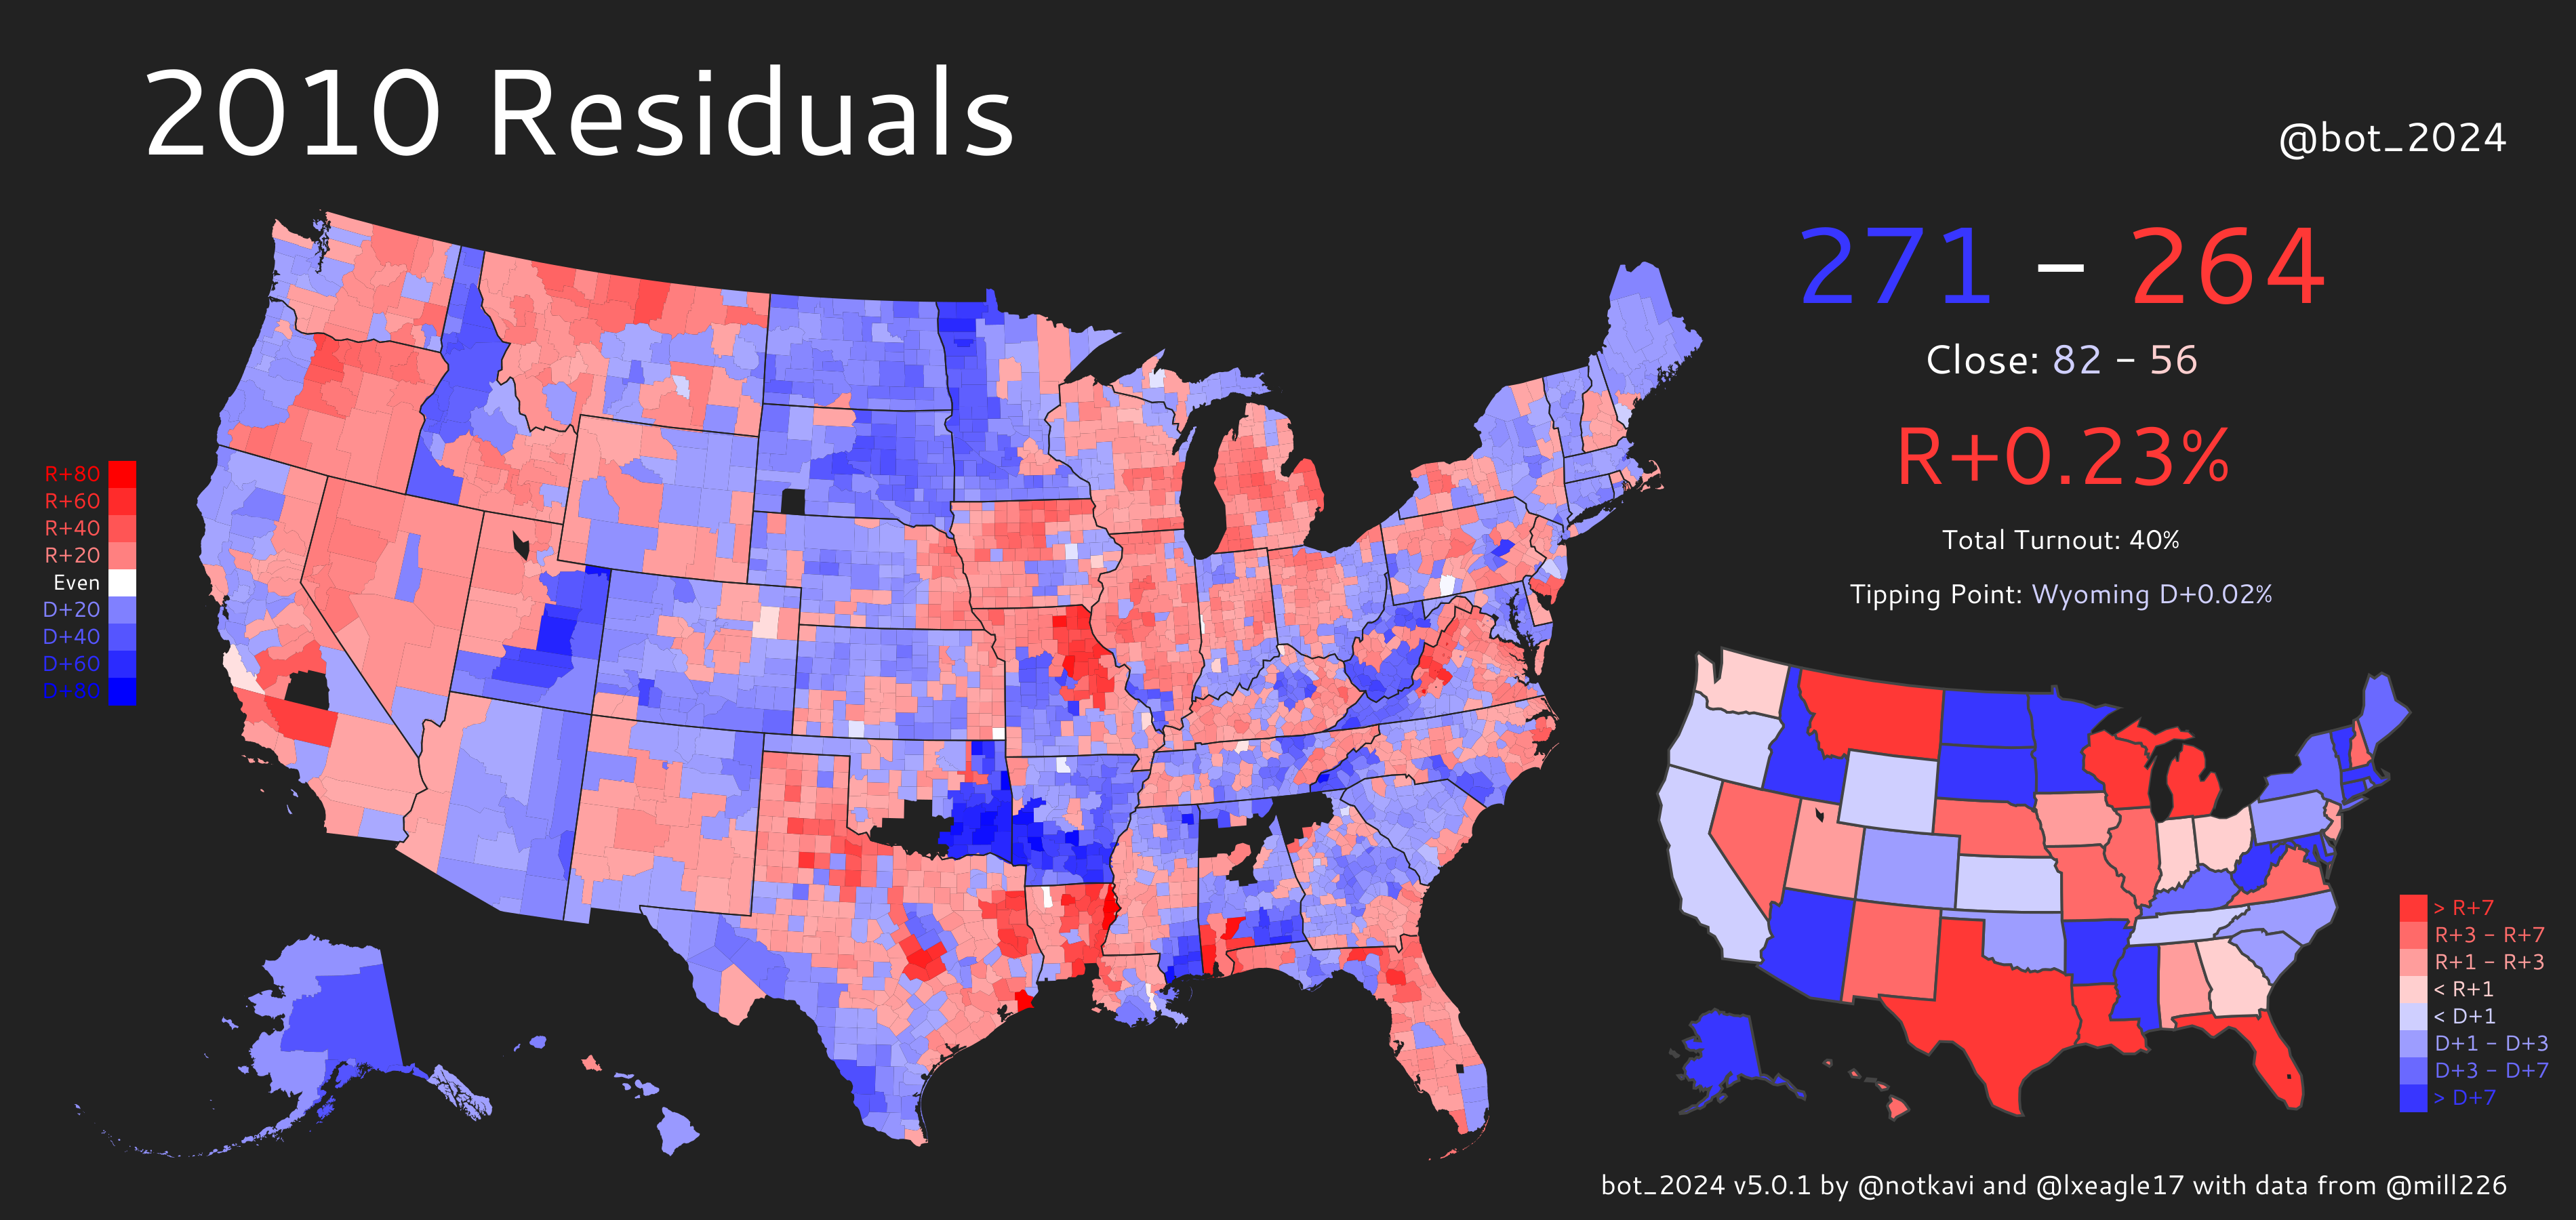 2010 Residuals
@bot_2024
271 – 264
Close: 82 – 56
R+0.23%
Total Turnout: 40%
Tipping Point: Wyoming D+0.02%
R+80
R+60
R+40
R+20
Even
D+20
D+40
D+60
D+80
> R+7
R+3 – R+7
R+1 – R+3
< R+1
< D+1
D+1 – D+3
D+3 – D+7
> D+7
bot_2024 v5.0.1 by @notkavi and @lxeagle17 with data from @mill226